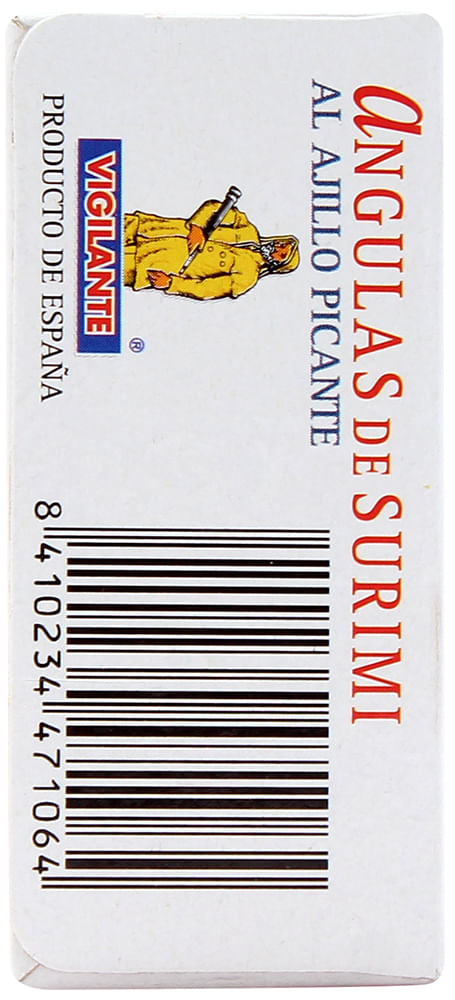 aNGULAS DE SURIMI
AL AJILLO PICANTE
VIGILANTE ®
PRODUCTO DE ESPAÑA
8 410234 471064